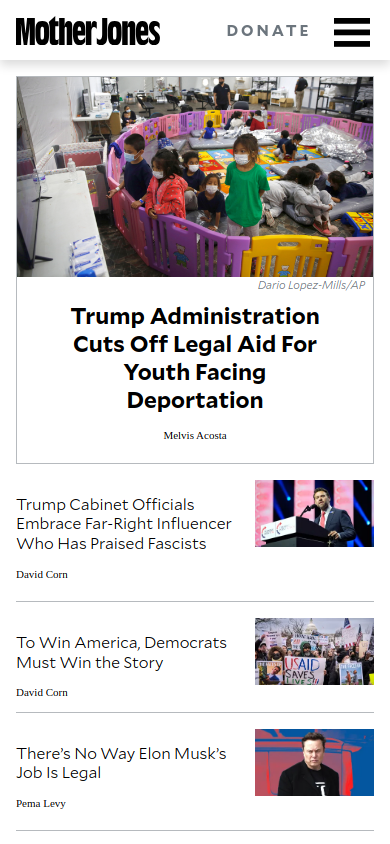 Mother Jones
DONATE
Dario Lopez-Mills/AP
Trump Administration
Cuts Off Legal Aid For
Youth Facing
Deportation
Melvis Acosta
Trump Cabinet Officials
Embrace Far-Right Influencer
Who Has Praised Fascists
David Corn
To Win America, Democrats
Must Win the Story
David Corn
USAID
SAVES
There’s No Way Elon Musk’s
Job Is Legal
Pema Levy